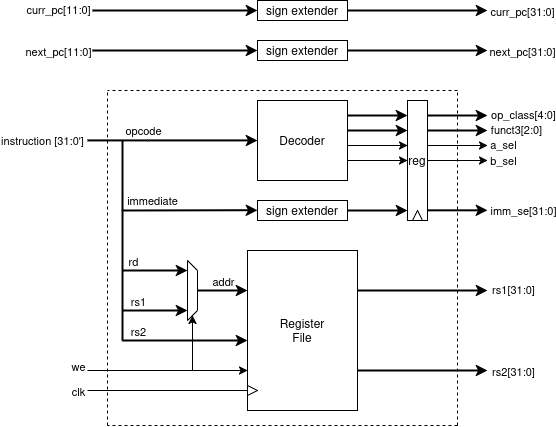 curr_pc[11:0]
sign extender
curr_pc[31:0]
next_pc[11:0]
sign extender
next_pc[31:0]
instruction [31:0']
opcode
Decoder
reg
op_class[4:0]
funct3[2:0]
a_sel
b_sel
immediate
sign extender
imm_se[31:0]
rd
addr
rs1
rs2
Register
File
rs1[31:0]
rs2[31:0]
we
clk